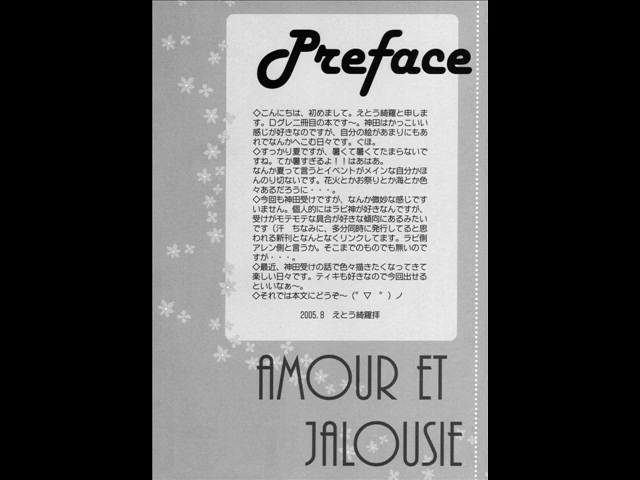 Preface
◇こんにちは、初めまして。えとう綺羅と申しま
す。Dグレ二冊目の本です〜。神田はかっこいい
感じが好きなのですが、自分の絵があまりにもあ
れでなんかへこむ日々です。ぐほ。
◇すっかり夏ですが、暑くて暑くてたまらないで
すね。てか暑すぎるよ!!はあはあ。
なんか夏って言うとイベントがメインな自分がほ
んのり切ないです。花火とかお祭りとか海とか色
々あるだろうに・・・。
◇今回も神田受けですが、なんか微妙な感じです
いません。個人的にはラビ神が好きなんですが、
受けがモテモテな具合が好きな傾向にあるみたい
です(汗 ちなみに、多分同時に発行してると思
われる新刊となんとなくリンクしてます。ラビ側
アレン側と言うか。そこまでのものでも無いので
すが・・・。
◇最近、神田受けの話で色々描きたくなってきて
楽しい日々です。ティキも好きなので今回出せる
といいなぁ〜。
◇それでは本文にどうぞ〜(°▽ °)ノ
2005.8 えとう綺羅拝
AMOUR ET
JALOUSIE